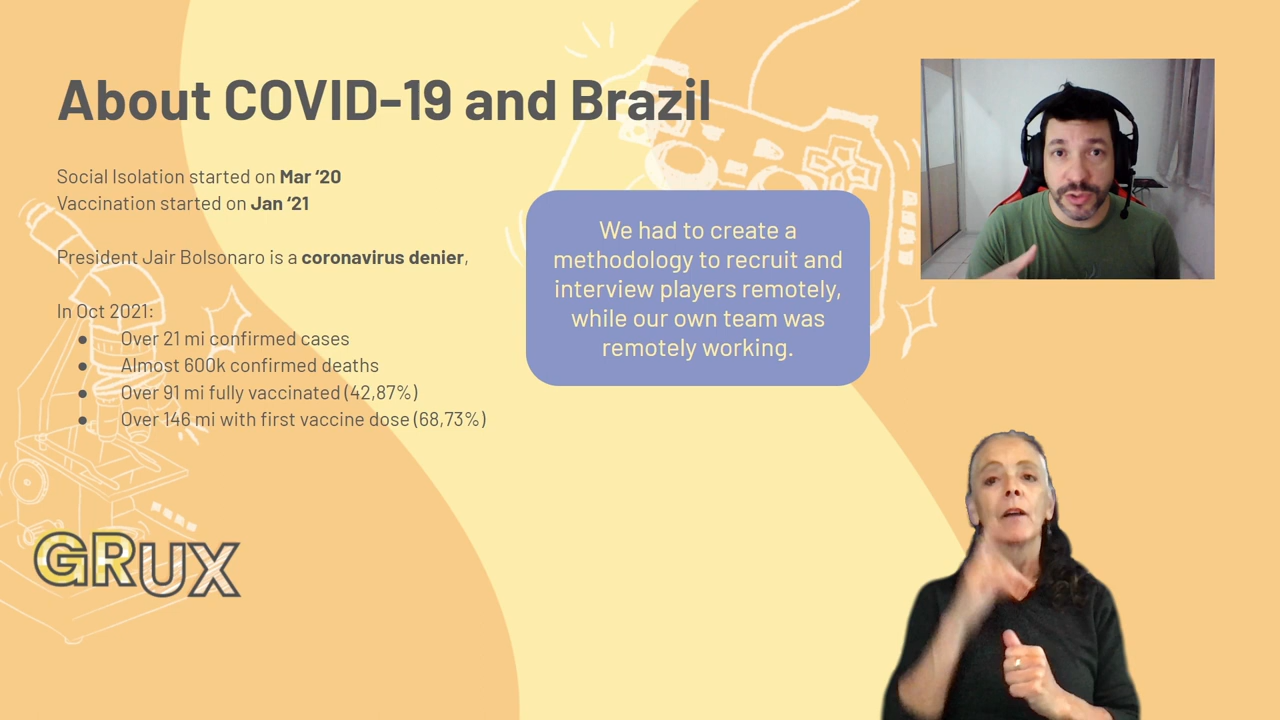 About COVID-19 and Brazil
Social Isolation started on Mar ‘20
Vaccination started on Jan ‘21
President Jair Bolsonaro is a coronavirus denier,
In Oct 2021:
● Over 21 mi confirmed cases
● Almost 600k confirmed deaths
● Over 91 mi fully vaccinated (42,87%)
● Over 146 mi with first vaccine dose (68,73%)
We had to create a
methodology to recruit and
interview players remotely,
while our own team was
remotely working.
GRUX